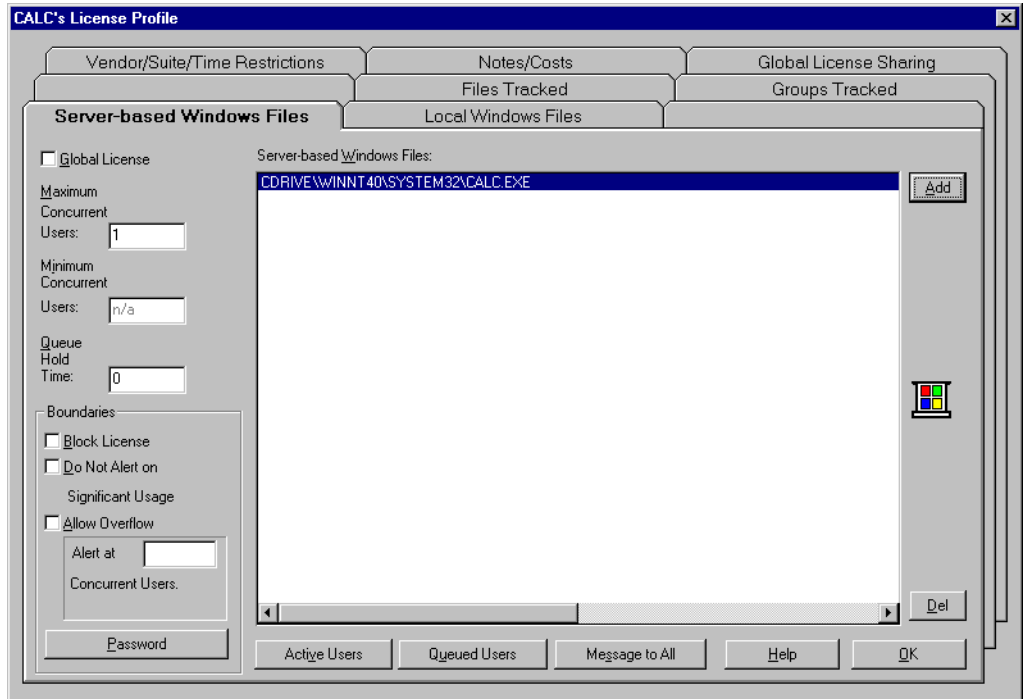 CALC's License Profile
Vendor/Suite/Time Restrictions
Notes/Costs
Global License Sharing
Files Tracked
Groups Tracked
Server-based Windows Files
Local Windows Files
Global License
Maximum
Concurrent
Users:
1
Minimum
Concurrent
Users:
n/a
Queue
Hold
Time:
0
Boundaries
Block License
Do Not Alert on
Significant Usage
Allow Overflow
Alert at
Concurrent Users.
Password
Server-based Windows Files:
CDRIVE\WINNT40\SYSTEM32\CALC.EXE
Add
Del
Active Users
Queued Users
Message to All
Help
OK